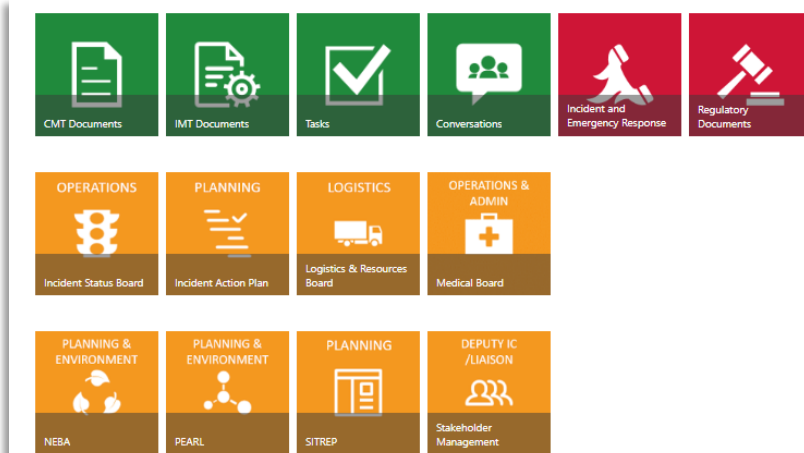 CMT Documents
IMT Documents
Tasks
Conversations
Incident and
Emergency Response
Regulatory
Documents
OPERATIONS
Incident Status Board
PLANNING
Incident Action Plan
LOGISTICS
Logistics & Resources
Board
OPERATIONS &
ADMIN
Medical Board
PLANNING &
ENVIRONMENT
NEBA
PLANNING &
ENVIRONMENT
PEARL
PLANNING
SITREP
DEPUTY IC
/LIAISON
Stakeholder
Management